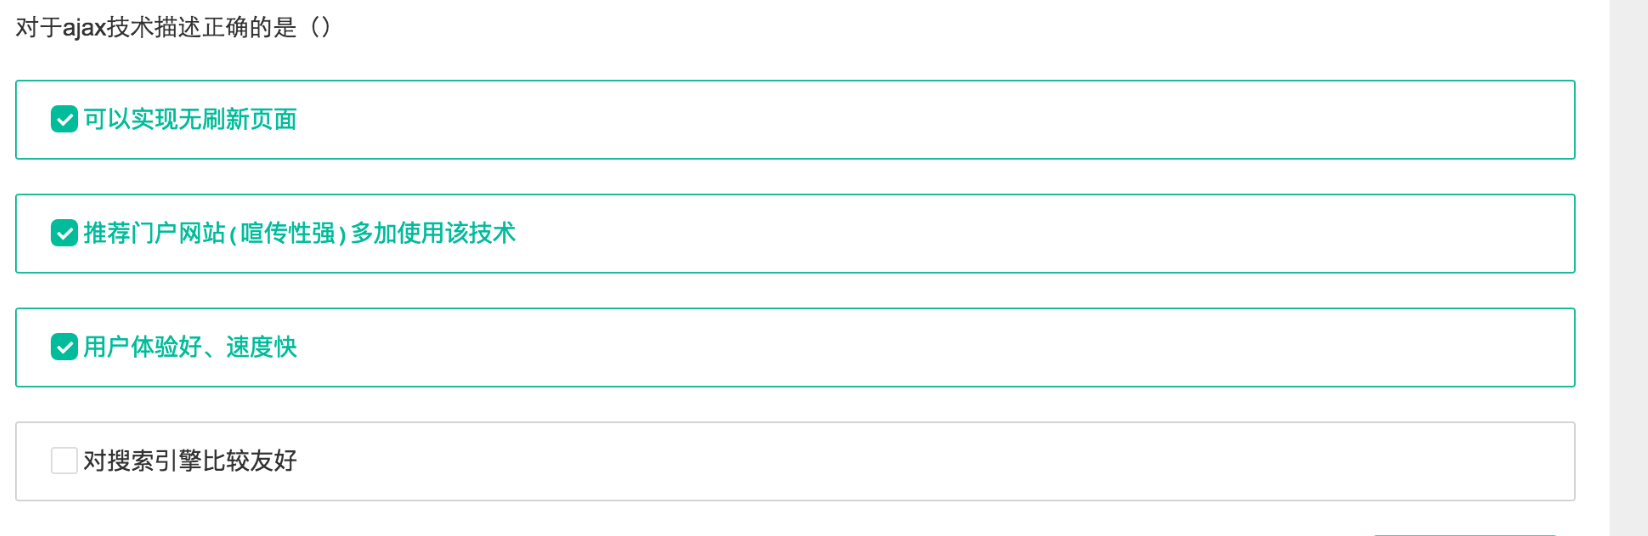 对于ajax技术描述正确的是（）
可以实现无刷新页面
推荐门户网站(喧传性强)多加使用该技术
用户体验好、速度快
对搜索引擎比较友好